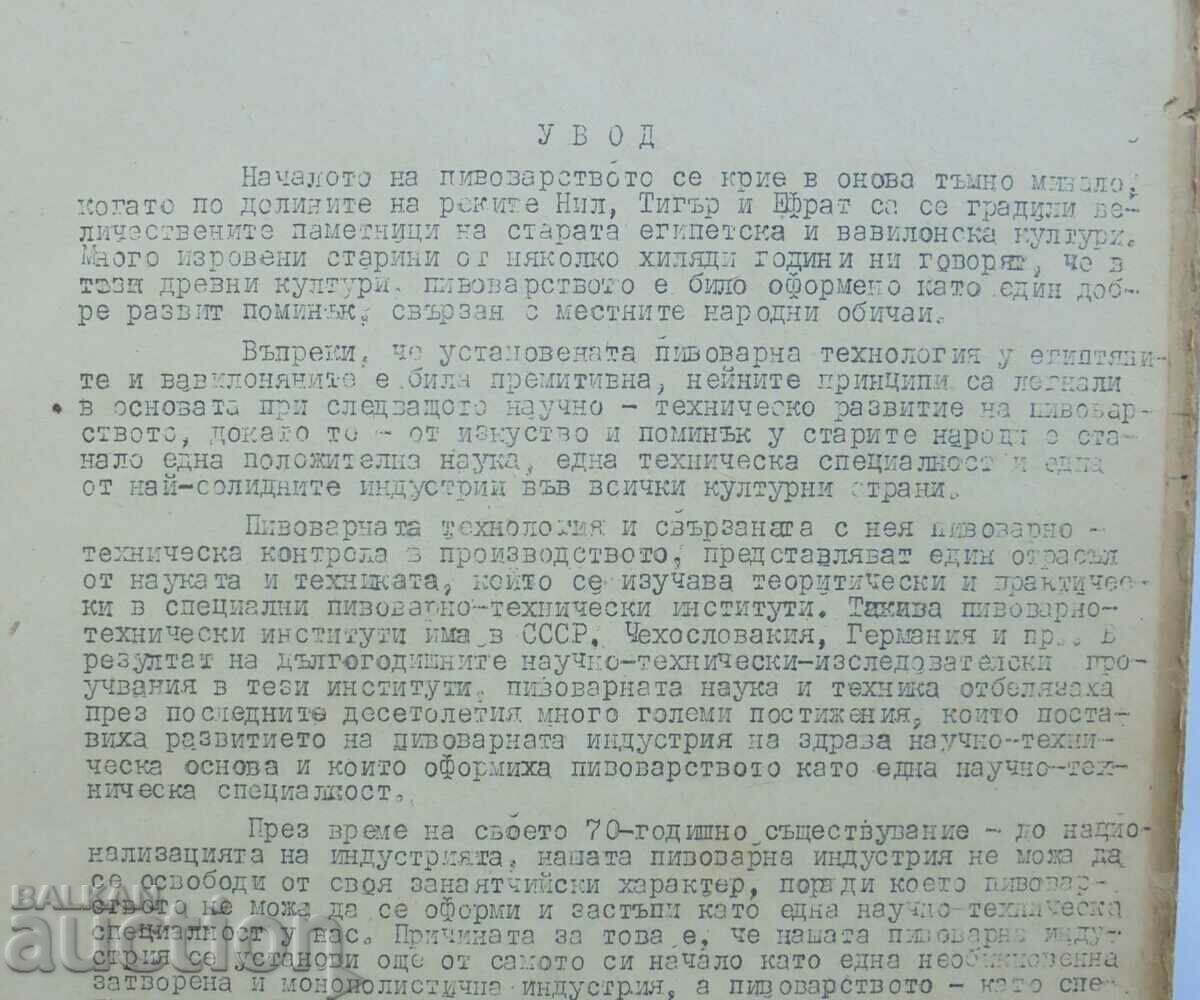 УВОД
Началото на пивоварството се крие в онова тъмно минало,
когато по долините на реките Нил, Тигър и Ефрат са се градили ве-
личествените паметници на старата египетска и вавилонска култури.
Много изровени старини от няколко хиляди години ни говорят, че в
тези древни култури, пивоварството е било оформено като един доб-
ре развит поминък, свързан с местните народни обичаи.
Въпреки, че установената пивоварна технология у египтяни-
те и вавилоняните е била премитивна, нейните принципи са легнали
в основата при следващото научно - техническо развитие на пивовар-
ството, докато то - от изкуство и поминък у старите народи е ста-
нало една положителна наука, една техническа специалност и една
от най-солидните индустрии във всички културни страни.
Пивоварната технология и свързаната с нея пивоварно -
техническа контрола в производството, представляват един отрасъл
от науката и техниката, който се изучава теоритически и практичес-
ки в специални пивоварно-технически институти. Такива пивоварно-
технически институти има в СССР, Чехословакия, Германия и пр.. В
резултат на дългогодишните научно-технически-изследователски про-
учвания в тези институти, пивоварната наука и техника отбелязаха
през последните десетолетия много големи постижения, които поста-
виха развитието на пивоварната индустрия на здрава научно-техни-
ческа основа и които оформиха пивоварството като една научно-тех-
ническа специалност.
През време на своето 70-годишно съществуване - до нацио-
нализацията на индустрията, нашата пивоварна индустрия не можа да
се освободи от своя занаятчийски характер, поради което пивовар-
ството не можа да се оформи и застъпи като една научно-техническа
специалност у нас. Причината за това е, че нашата пивоварна инду-
стрия се установи още от самото си начало като една необикновенна
затворена и монополистична индустрия, а пивоварството - като спе-
BALKAN
auction